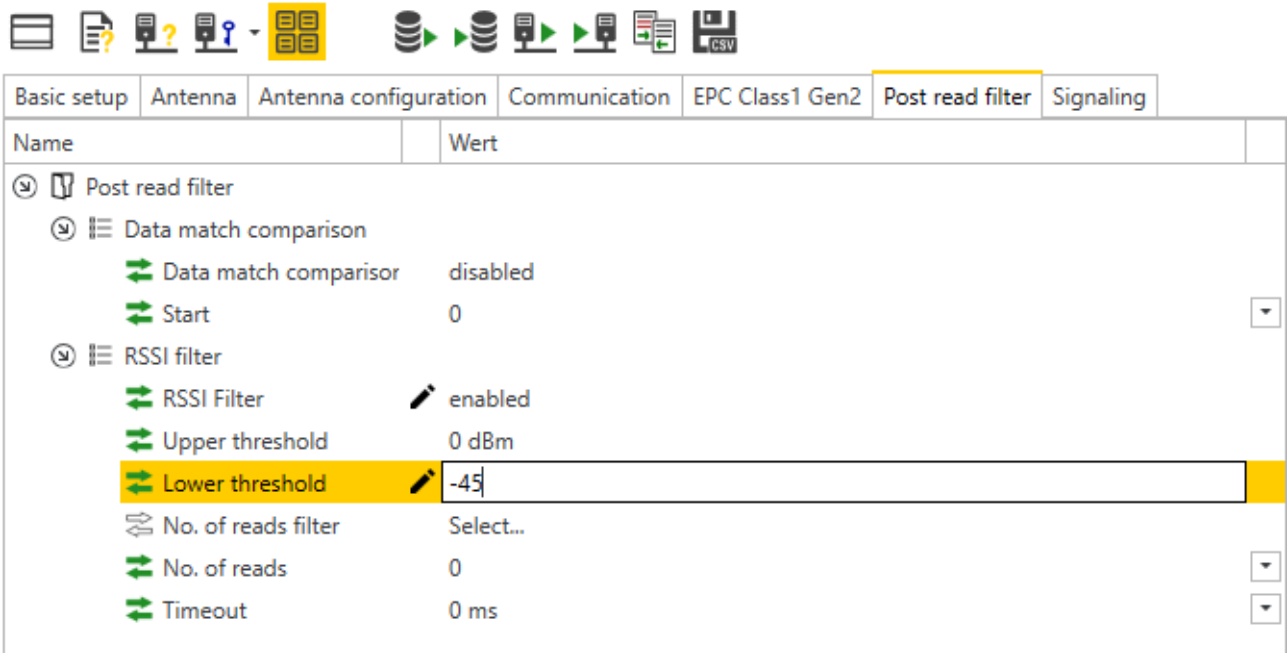 CSV
Basic setup Antenna Antenna configuration Communication EPC Class1 Gen2 Post read filter Signaling
Name Wert
Post read filter
Data match comparison
Data match comparisor disabled
Start 0
RSSI filter
RSSI Filter enabled
Upper threshold 0 dBm
Lower threshold -45
No. of reads filter Select...
No. of reads 0
Timeout 0 ms